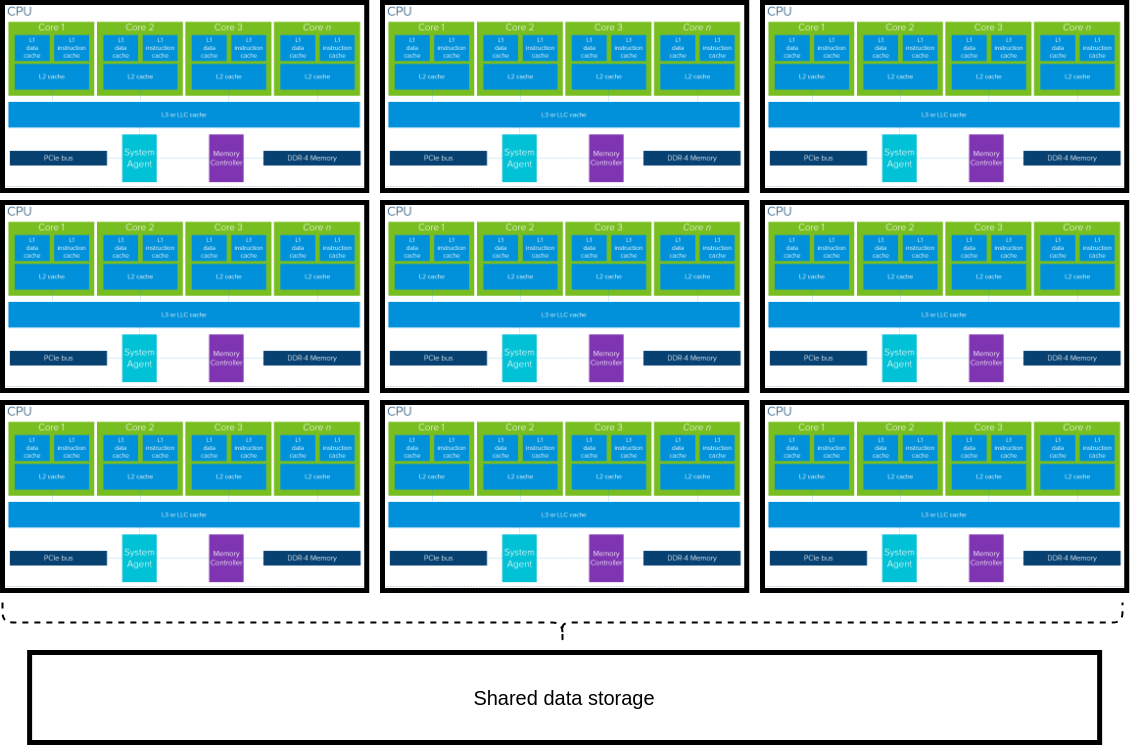 CPU CPU CPU
Core 1 Core 2 Core 3 Core n Core 1 Core 2 Core 3 Core n Core 1 Core 2 Core 3 Core n
L1 L1 L1 L1 L1 L1 L1 L1 L1 L1 L1 L1 L1 L1 L1 L1 L1 L1 L1 L1 L1 L1 L1 L1
data instruction data instruction data instruction data instruction data instruction data instruction data instruction data instruction data instruction data instruction data instruction data instruction
cache cache cache cache cache cache cache cache cache cache cache cache cache cache cache cache cache cache cache cache cache cache cache cache
L2 cache L2 cache L2 cache L2 cache L2 cache L2 cache L2 cache L2 cache L2 cache L2 cache L2 cache L2 cache
L3 or LLC cache L3 or LLC cache L3 or LLC cache
PCIe bus System Agent Memory Controller DDR-4 Memory PCIe bus System Agent Memory Controller DDR-4 Memory PCIe bus System Agent Memory Controller DDR-4 Memory
CPU CPU CPU
Core 1 Core 2 Core 3 Core n Core 1 Core 2 Core 3 Core n Core 1 Core 2 Core 3 Core n
L1 L1 L1 L1 L1 L1 L1 L1 L1 L1 L1 L1 L1 L1 L1 L1 L1 L1 L1 L1 L1 L1 L1 L1
data instruction data instruction data instruction data instruction data instruction data instruction data instruction data instruction data instruction data instruction data instruction data instruction
cache cache cache cache cache cache cache cache cache cache cache cache cache cache cache cache cache cache cache cache cache cache cache cache
L2 cache L2 cache L2 cache L2 cache L2 cache L2 cache L2 cache L2 cache L2 cache L2 cache L2 cache L2 cache
L3 or LLC cache L3 or LLC cache L3 or LLC cache
PCIe bus System Agent Memory Controller DDR-4 Memory PCIe bus System Agent Memory Controller DDR-4 Memory PCIe bus System Agent Memory Controller DDR-4 Memory
CPU CPU CPU
Core 1 Core 2 Core 3 Core n Core 1 Core 2 Core 3 Core n Core 1 Core 2 Core 3 Core n
L1 L1 L1 L1 L1 L1 L1 L1 L1 L1 L1 L1 L1 L1 L1 L1 L1 L1 L1 L1 L1 L1 L1 L1
data instruction data instruction data instruction data instruction data instruction data instruction data instruction data instruction data instruction data instruction data instruction data instruction
cache cache cache cache cache cache cache cache cache cache cache cache cache cache cache cache cache cache cache cache cache cache cache cache
L2 cache L2 cache L2 cache L2 cache L2 cache L2 cache L2 cache L2 cache L2 cache L2 cache L2 cache L2 cache
L3 or LLC cache L3 or LLC cache L3 or LLC cache
PCIe bus System Agent Memory Controller DDR-4 Memory PCIe bus System Agent Memory Controller DDR-4 Memory PCIe bus System Agent Memory Controller DDR-4 Memory
Shared data storage